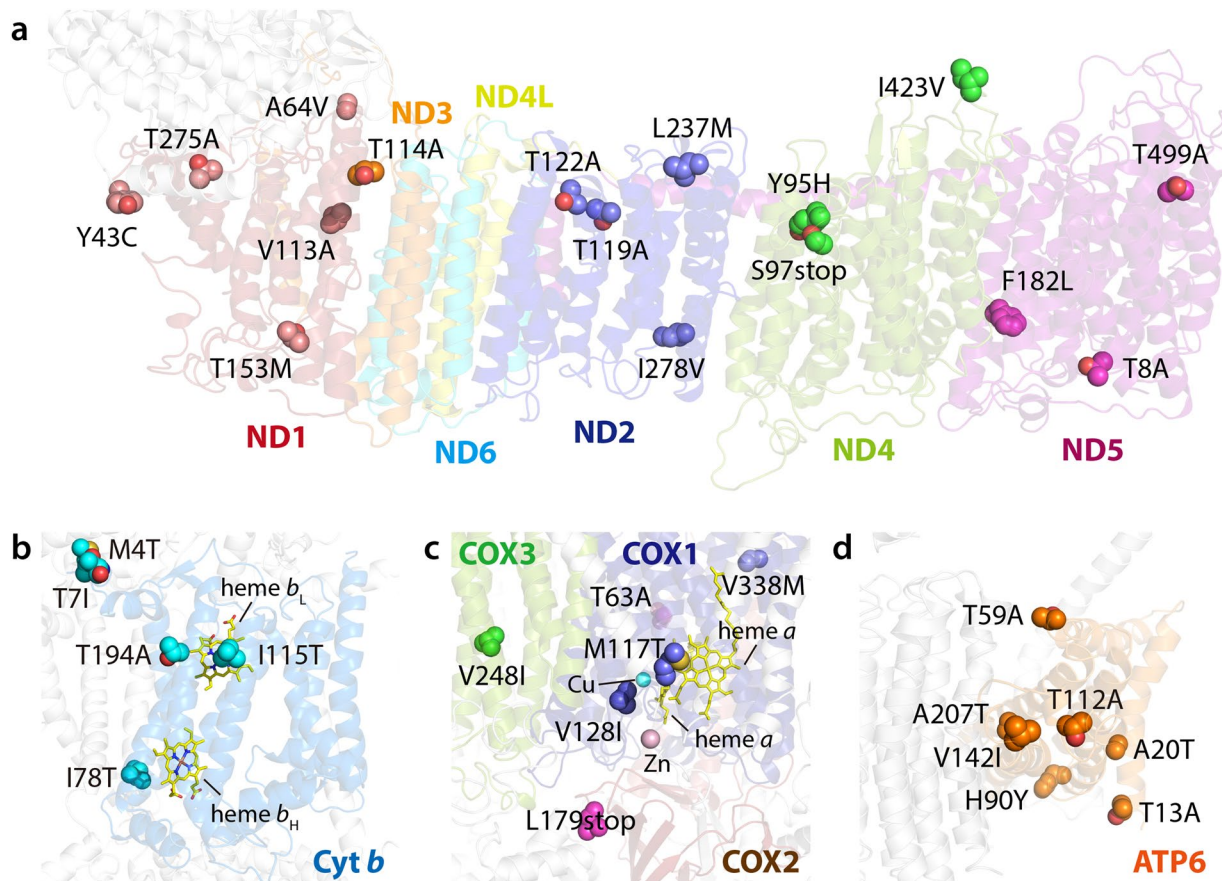 a
A64V
ND3
ND4L
I423V
T275A
T114A
L237M
T122A
T499A
Y95H
Y43C
V113A
T119A
S97stop
F182L
T153M
I278V
T8A
ND1
ND6
ND2
ND4
ND5
b
M4T
T7I
heme bL
T194A
I115T
I78T
heme bH
Cyt b
c
COX3
COX1
V338M
T63A
heme a
M117T
V248I
Cu
V128I
heme a
Zn
L179stop
COX2
d
T59A
T112A
A207T
V142I
A20T
H90Y
T13A
ATP6